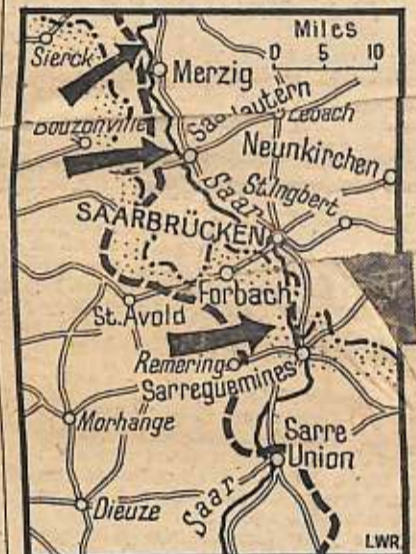 Miles
0 5 10
Sierck
Merzig
Saarlautern
Lebach
Bouzonville
Neunkirchen
Saar
St.Ingbert
SAARBRÜCKEN
Forbach
St.Avold
Remering
Sarreguemines
Morhange
Sarre
Union
Saar
Dieuze
LWR.